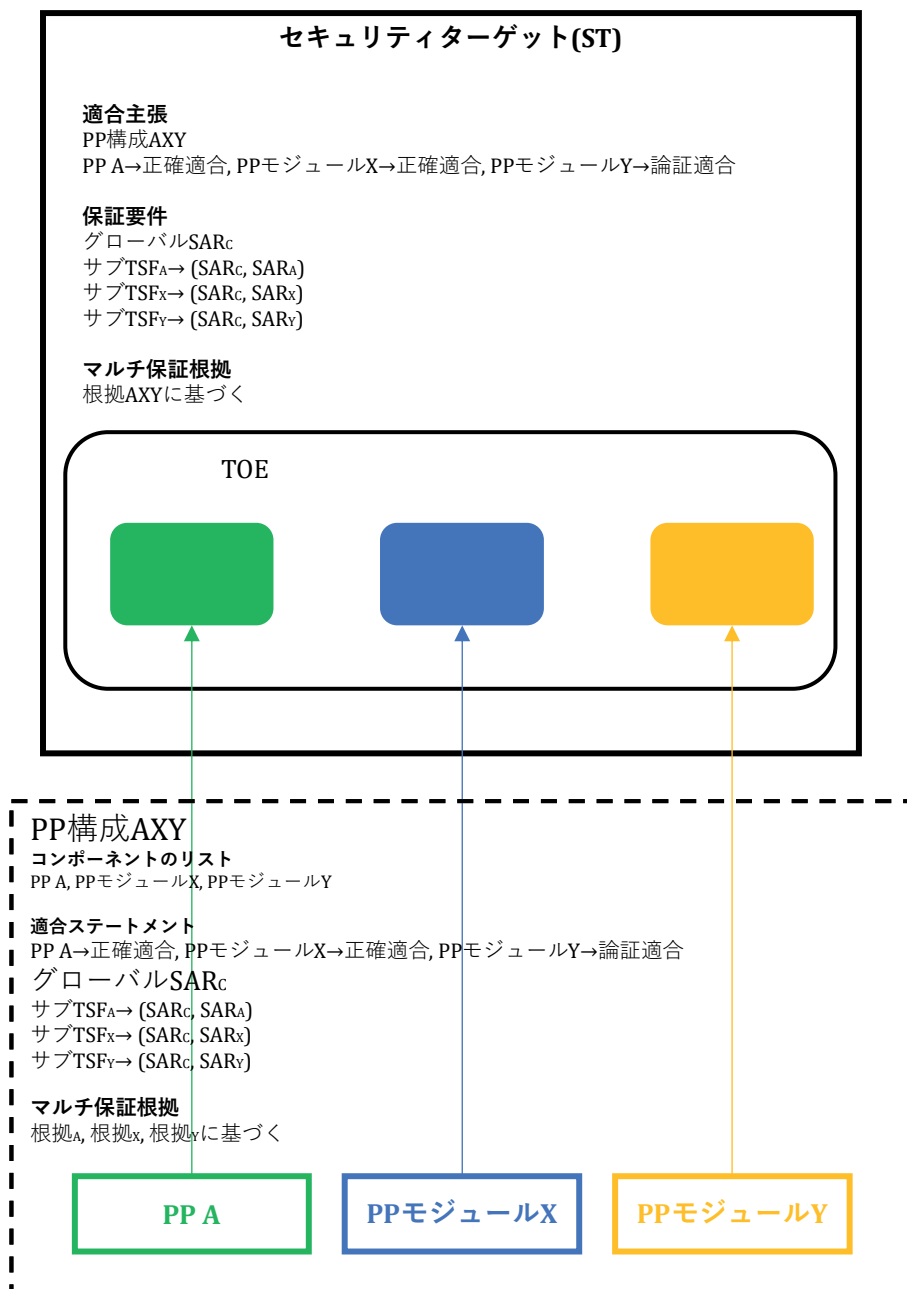 セキュリティターゲット(ST)
適合主張
PP構成AXY
PP A→正確適合, PPモジュールX→正確適合, PPモジュールY→論証適合
保証要件
グローバルSARC
サブTSFA→ (SARC, SARA)
サブTSFX→ (SARC, SARX)
サブTSFY→ (SARC, SARY)
マルチ保証根拠
根拠AXYに基づく
TOE
PP構成AXY
コンポーネントのリスト
PP A, PPモジュールX, PPモジュールY
適合ステートメント
PP A→正確適合, PPモジュールX→正確適合, PPモジュールY→論証適合
グローバルSARC
サブTSFA→ (SARC, SARA)
サブTSFX→ (SARC, SARX)
サブTSFY→ (SARC, SARY)
マルチ保証根拠
根拠A, 根拠X, 根拠Yに基づく
PP A
PPモジュールX
PPモジュールY